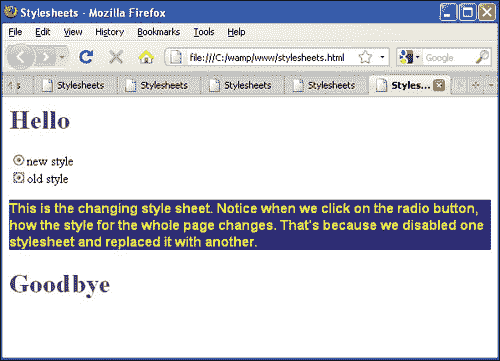 Stylesheets - Mozilla Firefox
File Edit View History Bookmarks Tools Help
file:///C:/wamp/www/stylesheets.html Google
s Stylesheets Stylesheets Stylesheets Stylesheets Styles...
Hello
new style
old style
This is the changing style sheet. Notice when we click on the radio button,
how the style for the whole page changes. That's because we disabled one
stylesheet and replaced it with another.
Goodbye